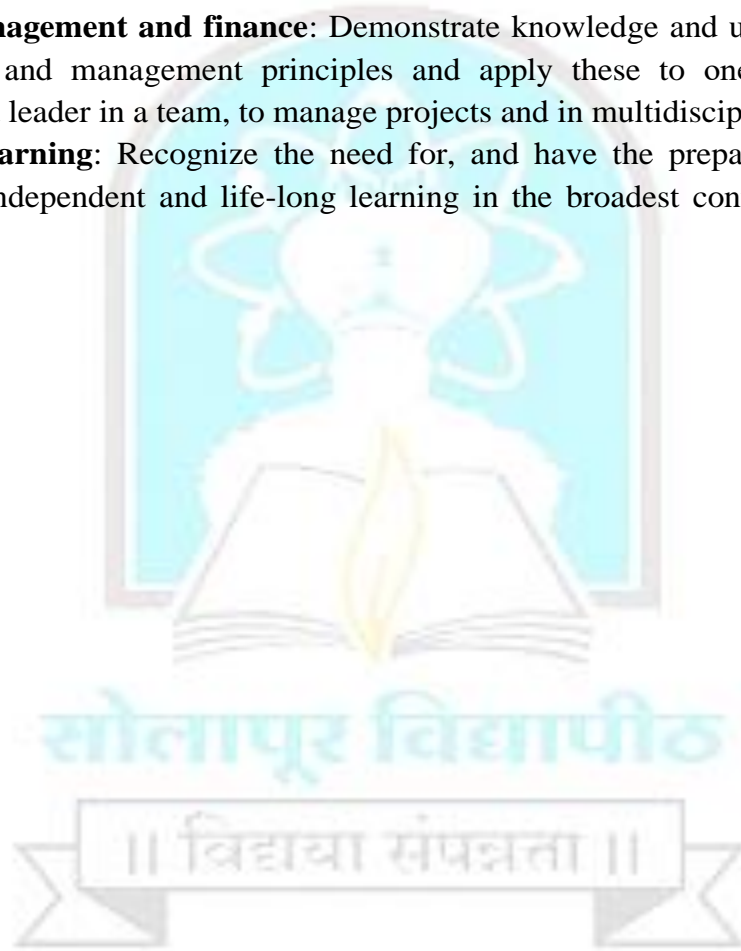 nagement and finance: Demonstrate knowledge and u
and management principles and apply these to one
leader in a team, to manage projects and in multidiscip
arning: Recognize the need for, and have the prepa
ndependent and life-long learning in the broadest con
सोलापूर विद्यापीठ
|| विद्यया संपन्नता ||